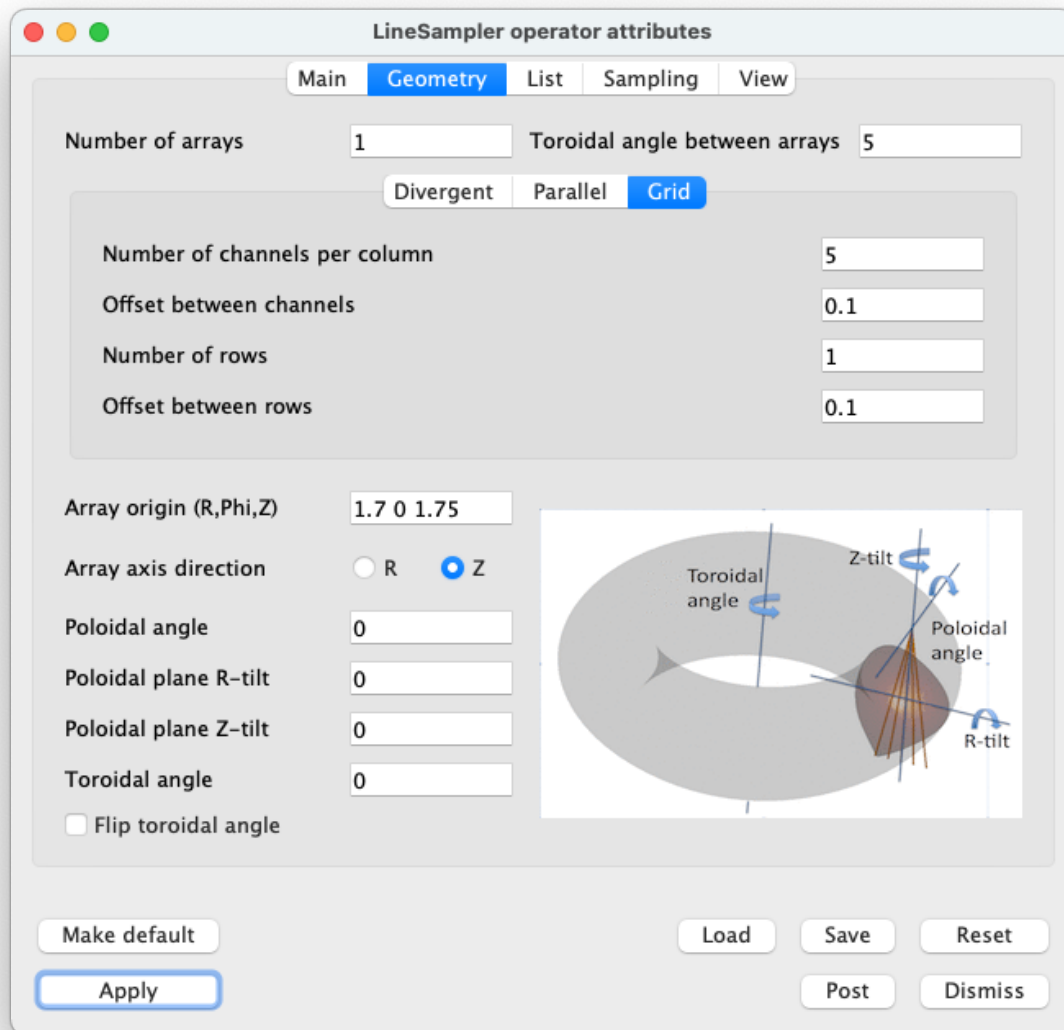 LineSampler operator attributes
Main Geometry List Sampling View
Number of arrays 1 Toroidal angle between arrays 5
Divergent Parallel Grid
Number of channels per column 5
Offset between channels 0.1
Number of rows 1
Offset between rows 0.1
Array origin (R,Phi,Z) 1.7 0 1.75
Array axis direction R Z
Poloidal angle 0
Poloidal plane R-tilt 0
Poloidal plane Z-tilt 0
Toroidal angle 0
Flip toroidal angle
Toroidal
angle
Z-tilt
Poloidal
angle
R-tilt
Make default Load Save Reset
Apply Post Dismiss